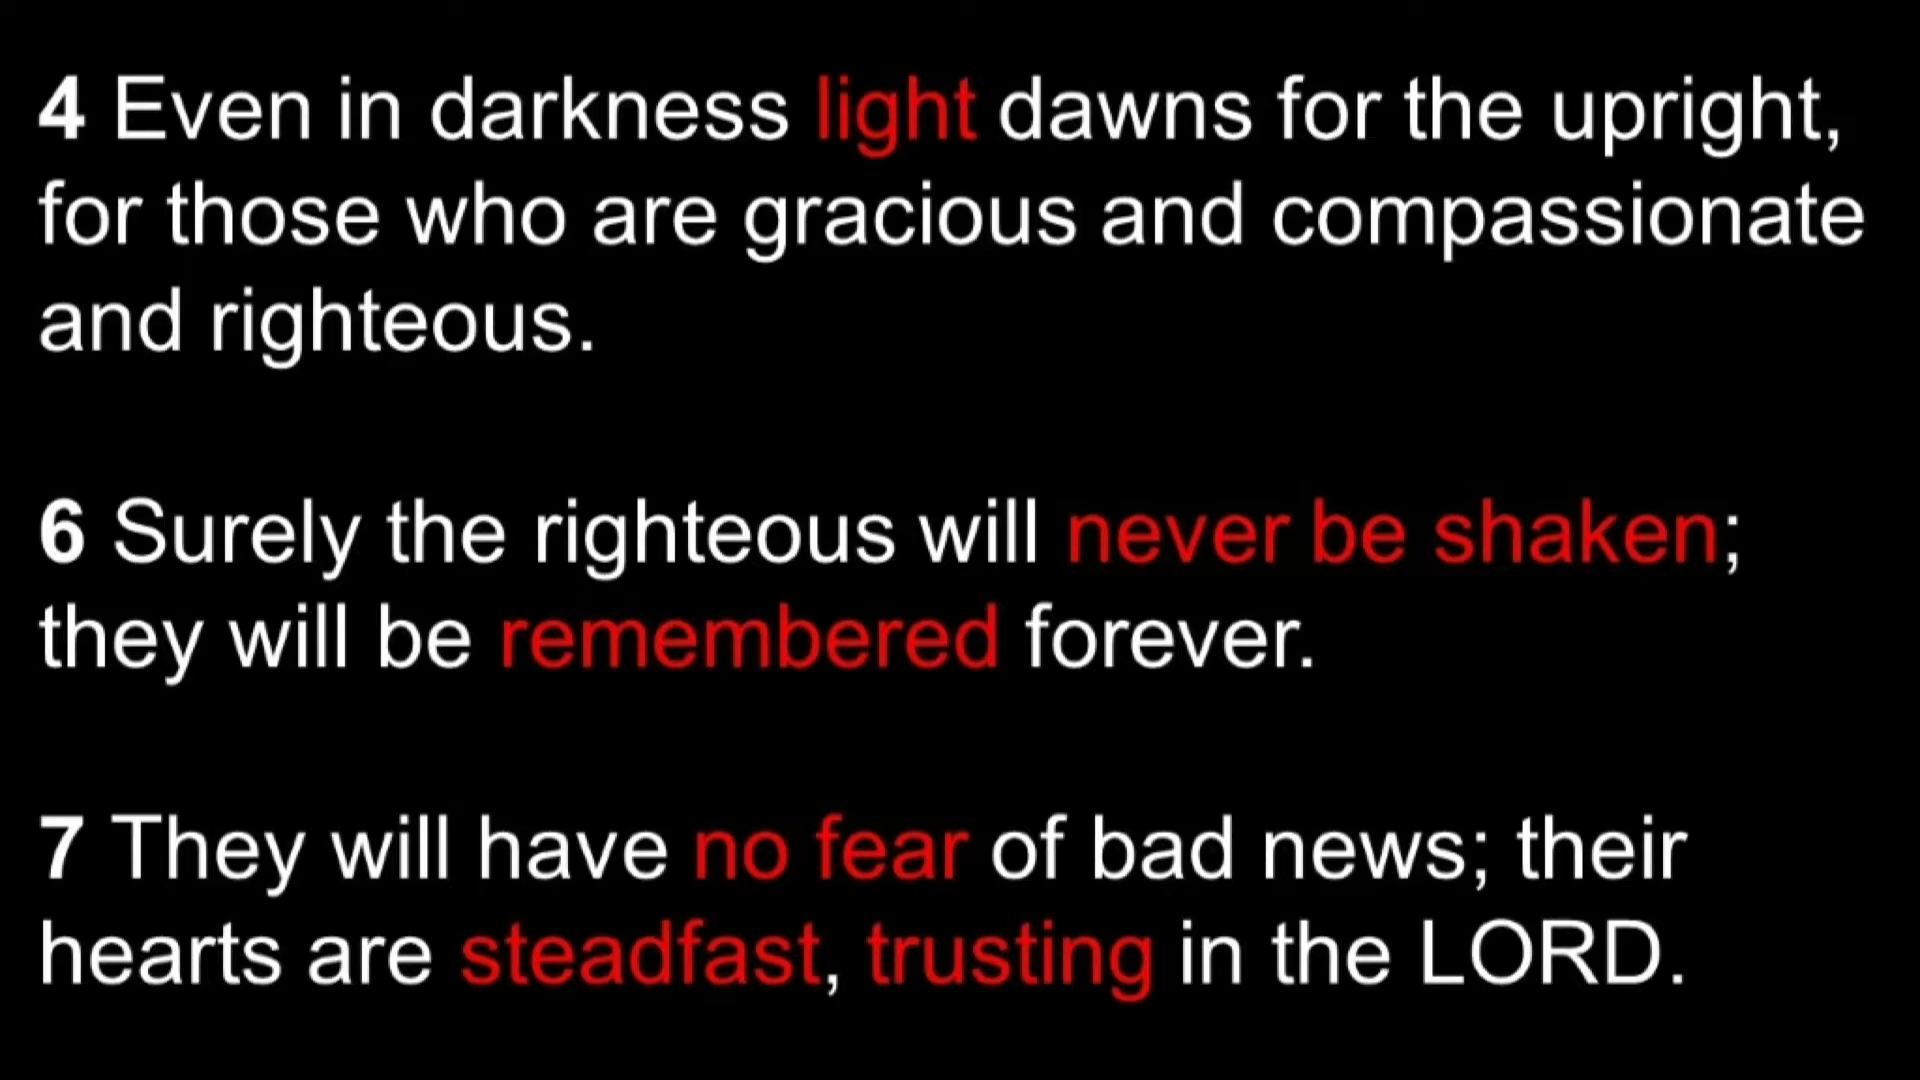 4 Even in darkness light dawns for the upright,
for those who are gracious and compassionate
and righteous.
6 Surely the righteous will never be shaken;
they will be remembered forever.
7 They will have no fear of bad news; their
hearts are steadfast, trusting in the LORD.